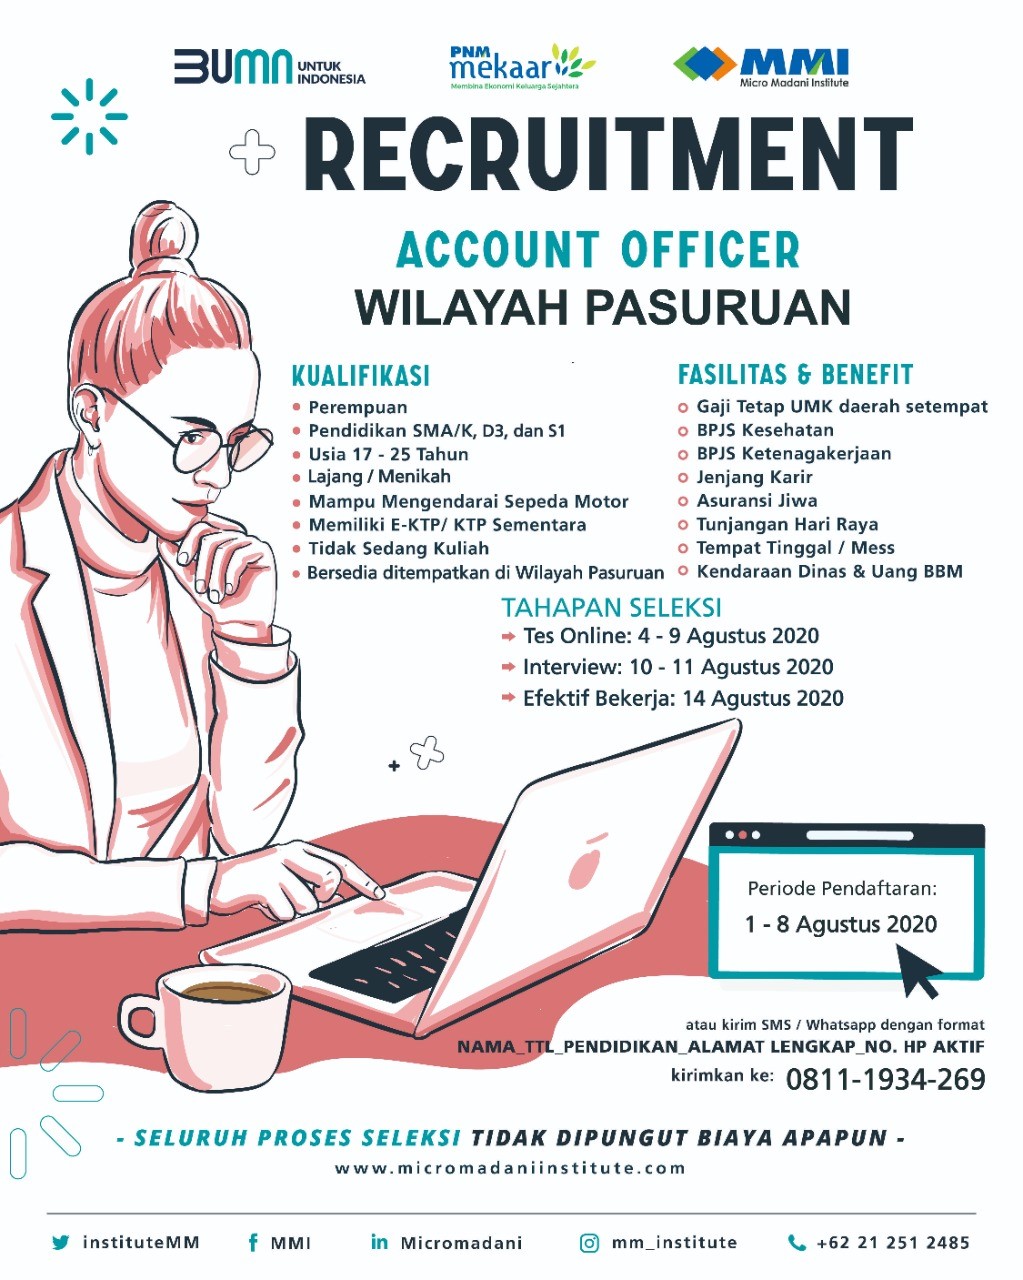 BUMN UNTUK INDONESIA
PNM mekaar
Membina Ekonomi Keluarga Sejahtera
MMI
Micro Madani Institute
RECRUITMENT
ACCOUNT OFFICER
WILAYAH PASURUAN
KUALIFIKASI
Perempuan
Pendidikan SMA/K, D3, dan S1
Usia 17 - 25 Tahun
Lajang / Menikah
Mampu Mengendarai Sepeda Motor
Memiliki E-KTP/ KTP Sementara
Tidak Sedang Kuliah
Bersedia ditempatkan di Wilayah Pasuruan
FASILITAS & BENEFIT
Gaji Tetap UMK daerah setempat
BPJS Kesehatan
BPJS Ketenagakerjaan
Jenjang Karir
Asuransi Jiwa
Tunjangan Hari Raya
Tempat Tinggal / Mess
Kendaraan Dinas & Uang BBM
TAHAPAN SELEKSI
Tes Online: 4 - 9 Agustus 2020
Interview: 10 - 11 Agustus 2020
Efektif Bekerja: 14 Agustus 2020
Periode Pendaftaran:
1 - 8 Agustus 2020
atau kirim SMS / Whatsapp dengan format
NAMA_TTL_PENDIDIKAN_ALAMAT LENGKAP_NO. HP AKTIF
kirimkan ke: 0811-1934-269
- SELURUH PROSES SELEKSI TIDAK DIPUNGUT BIAYA APAPUN -
www.micromadaniinstitute.com
instituteMM
MMI
Micromadani
mm_institute
+62 21 251 2485